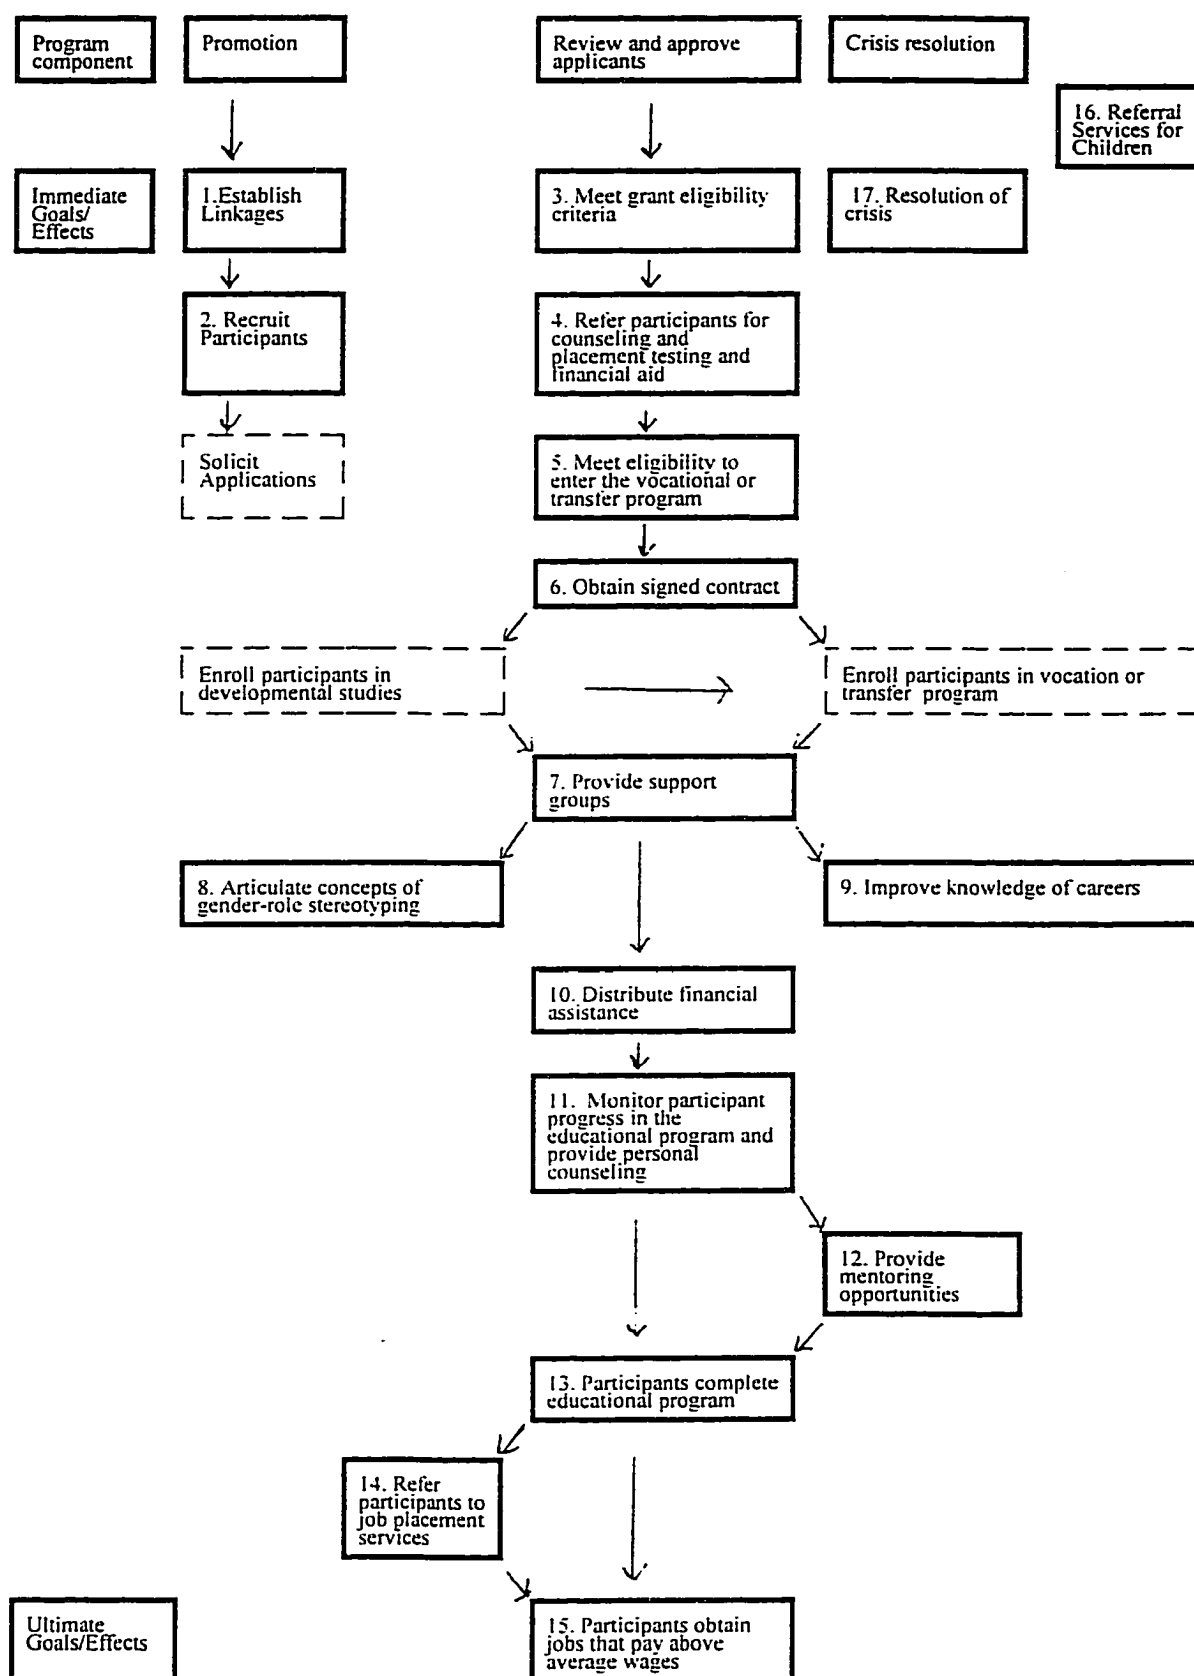 Program
component
Promotion
Review and approve
applicants
Crisis resolution
16. Referral
Services for
Children
Immediate
Goals/
Effects
1.Establish
Linkages
3. Meet grant eligibility
criteria
17. Resolution of
crisis
2. Recruit
Participants
4. Refer participants for
counseling and
placement testing and
financial aid
Solicit
Applications
5. Meet eligibility to
enter the vocational or
transfer program
6. Obtain signed contract
Enroll participants in
developmental studies
Enroll participants in vocation or
transfer program
7. Provide support
groups
8. Articulate concepts of
gender-role stereotyping
9. Improve knowledge of careers
10. Distribute financial
assistance
11. Monitor participant
progress in the
educational program and
provide personal
counseling
12. Provide
mentoring
opportunities
13. Participants complete
educational program
14. Refer
participants to
job placement
services
Ultimate
Goals/Effects
15. Participants obtain
jobs that pay above
average wages